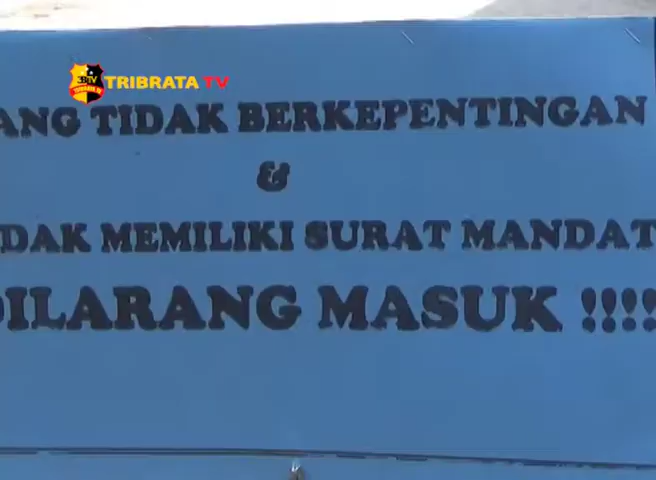 TRIBRATA TV
ANG TIDAK BERKEPENTINGAN
&
DAK MEMILIKI SURAT MANDAT
DILARANG MASUK !!!!